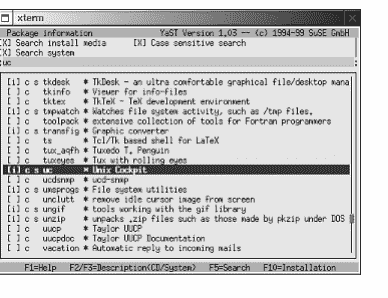 xterm
Package information YaST Version 1.03 -- (c) 1994-99 SuSE GmbH
[X] Search install media [X] Case sensitive search
[X] Search system
:uc :
[i] c s tkdesk * TkDesk - an ultra comfortable graphical file/desktop mana
[ ] c tkinfo * Viewer for info-files
[ ] c tktex * TkTeX - TeX development environment
[i] c s tmpwatch * Watches file system activity, such as /tmp files,
[ ] c toolpack * extensive collection of tools for Fortran programmers
[i] c s transfig * Graphic converter
[ ] c ts * Tcl/Tk based shell for LaTeX
[ ] c tux_aqfh * Tuxedo T. Penguin
[ ] c tuxeyes * Tux with rolling eyes
[i] c s uc * Unix Cockpit
[ ] c ucdsnmp * ucd-snmp
[i] c s umsprogs * File system utilities
[ ] c unclutt * remove idle cursor image from screen
[i] c s ungif * tools working with the gif library
[i] c s unzip * unpacks .zip files such as those made by pkzip under DOS
[ ] c uucp * Taylor UUCP
[ ] c uucpdoc * Taylor UUCP Documentation
[ ] c vacation * Automatic reply to incoming mails
F1=Help F2/F3=Description(CD/System) F5=Search F10=Installation